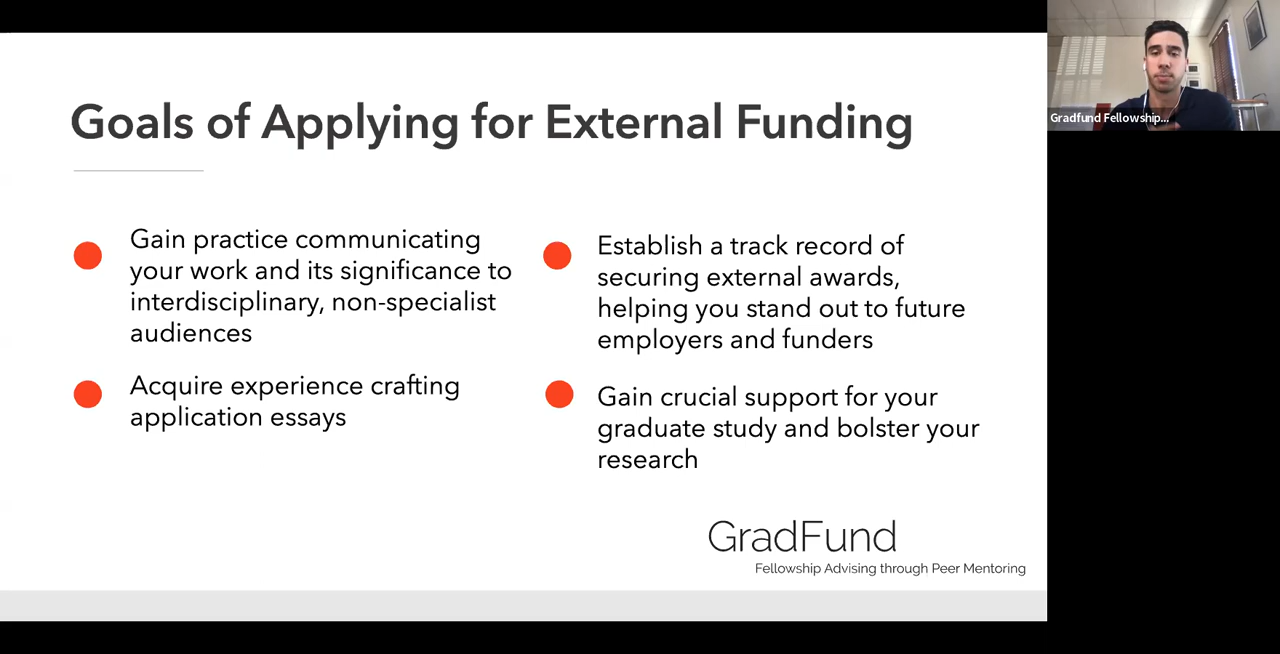 Goals of Applying for External Funding
Gain practice communicating
your work and its significance to
interdisciplinary, non-specialist
audiences
Acquire experience crafting
application essays
Establish a track record of
securing external awards,
helping you stand out to future
employers and funders
Gain crucial support for your
graduate study and bolster your
research
GradFund
Fellowship Advising through Peer Mentoring
Gradfund Fellowship...